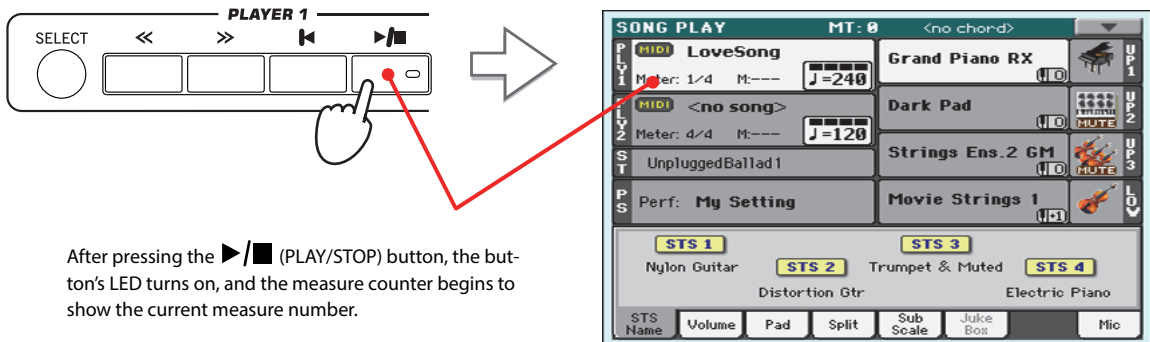 PLAYER 1
SELECT
After pressing the ▶/■ (PLAY/STOP) button, the but-
ton's LED turns on, and the measure counter begins to
show the current measure number.
SONG PLAY MT: 0 <no chord>
PLY1
MIDI LoveSong
Meter: 1/4 M:--- ♩=240
Grand Piano RX
0
UP1
PLY2
MIDI <no song>
Meter: 4/4 M:--- ♩=120
Dark Pad
0
MUTE
UP2
ST
UnpluggedBallad1
Strings Ens.2 GM
0
MUTE
UP3
PS
Perf: My Setting
Movie Strings 1
+1
LOW
STS 1 STS 3
Nylon Guitar STS 2 Trumpet & Muted STS 4
Distortion Gtr Electric Piano
STS Name Volume Pad Split Sub Scale Juke Box Mic